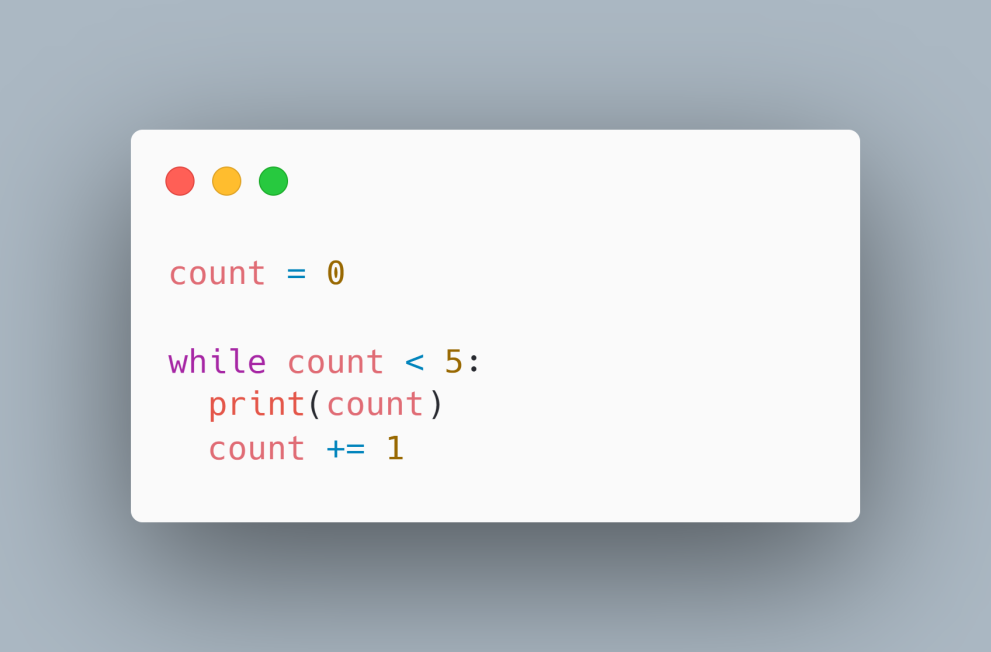 count = 0
while count < 5:
  print(count)
  count += 1